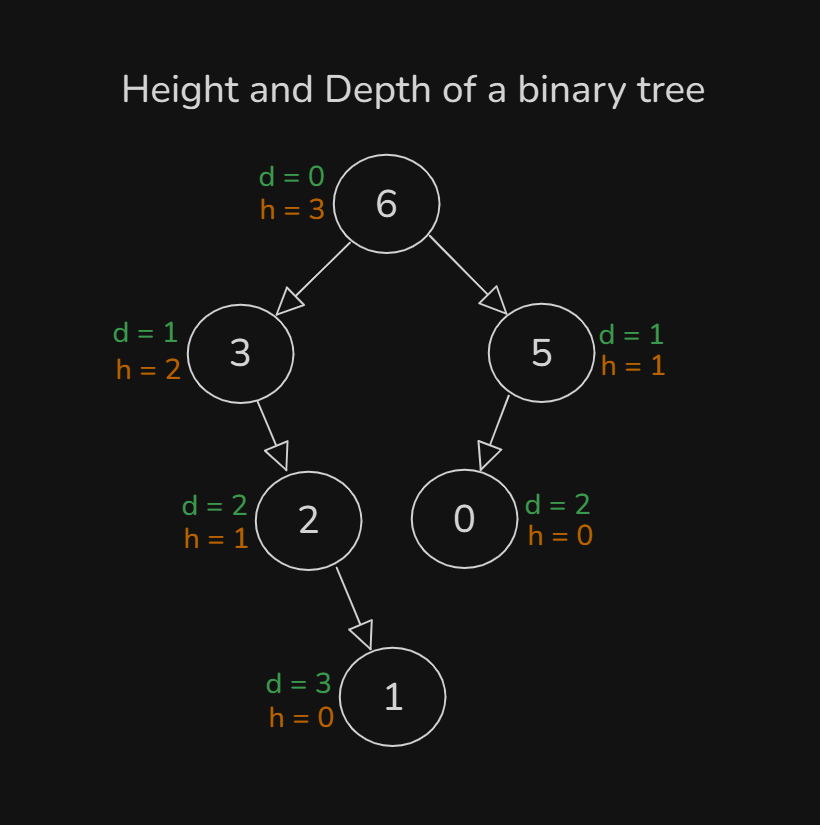 Height and Depth of a binary tree
d = 0
h = 3
6
d = 1
h = 2
3
5
d = 1
h = 1
d = 2
h = 1
2
0
d = 2
h = 0
d = 3
h = 0
1